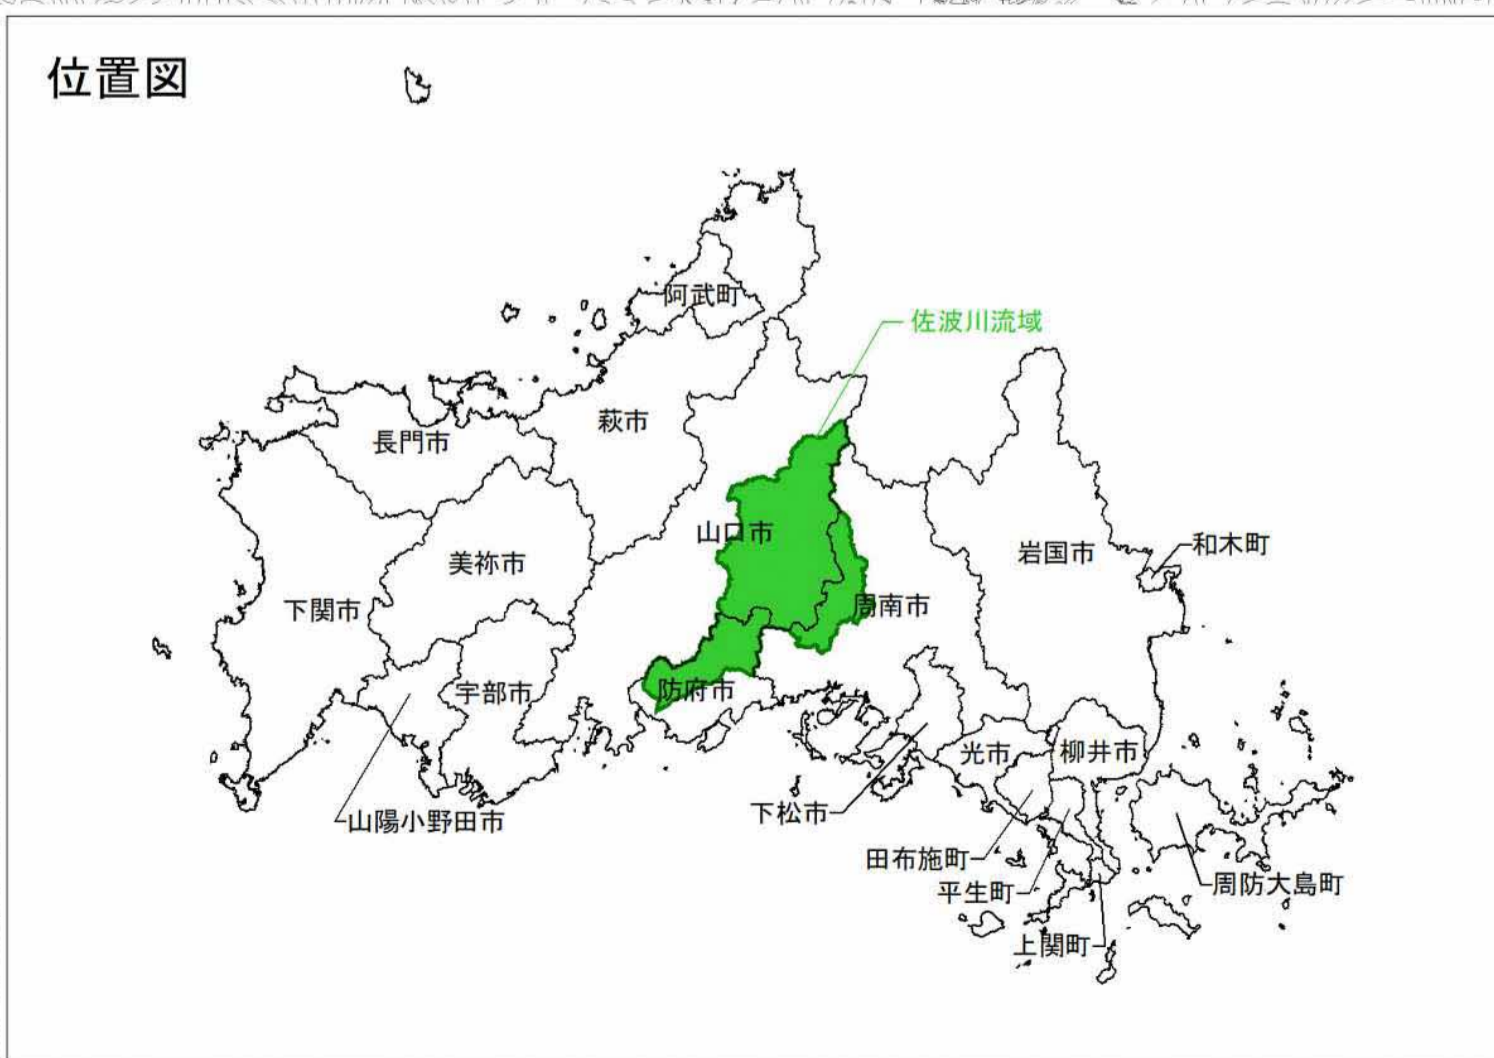 位置図
阿武町
佐波川流域
萩市
長門市
山口市
和木町
岩国市
美祢市
下関市
周南市
防府市
宇部市
光市
柳井市
下松市
山陽小野田市
田布施町
周防大島町
平生町
上関町